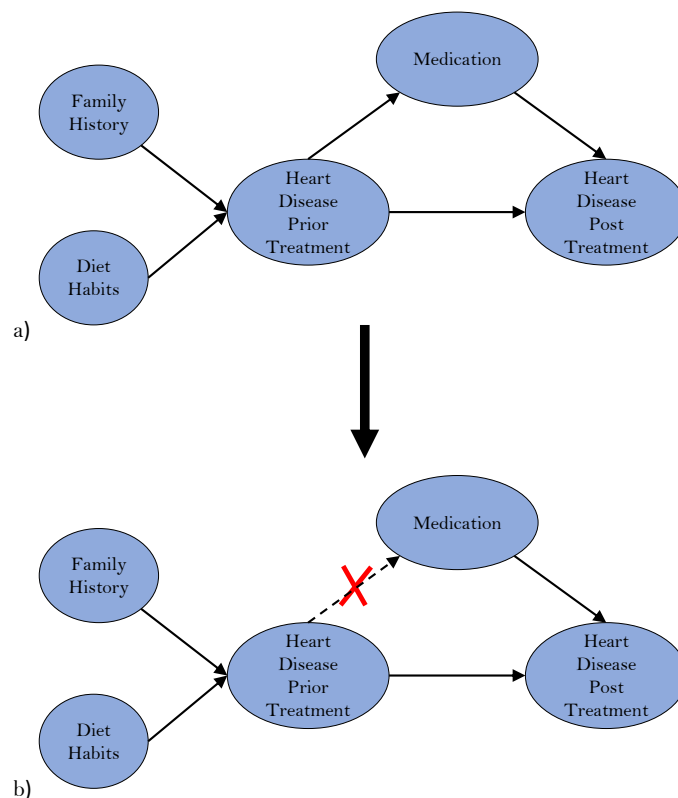 Medication
Family
History
Heart
Disease
Prior
Treatment
Heart
Disease
Post
Treatment
Diet
Habits
a)
Medication
Family
History
Heart
Disease
Prior
Treatment
Heart
Disease
Post
Treatment
Diet
Habits
b)